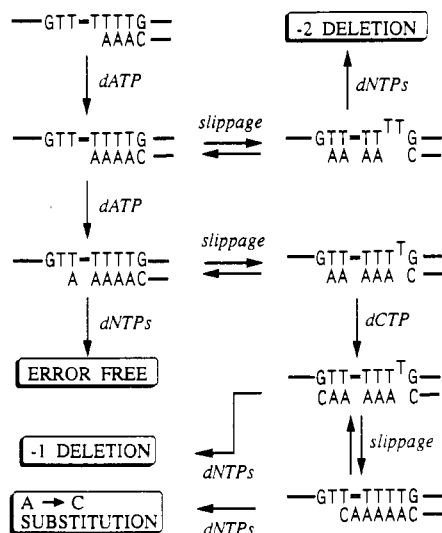 GTT=TTTTG
AAAC
-2 DELETION
dATP
dNTPs
GTT=TTTTG
AAAAC
slippage
GTT=TT TT G
AA AA C
dATP
GTT=TTTTG
A AAAAC
slippage
GTT=TTT T G
AA AAA C
dNTPs
dCTP
ERROR FREE
GTT=TTT T G
CAA AAA C
-1 DELETION
dNTPs
slippage
A → C
SUBSTITUTION
dNTPs
GTT=TTTTG
CAAAAAC